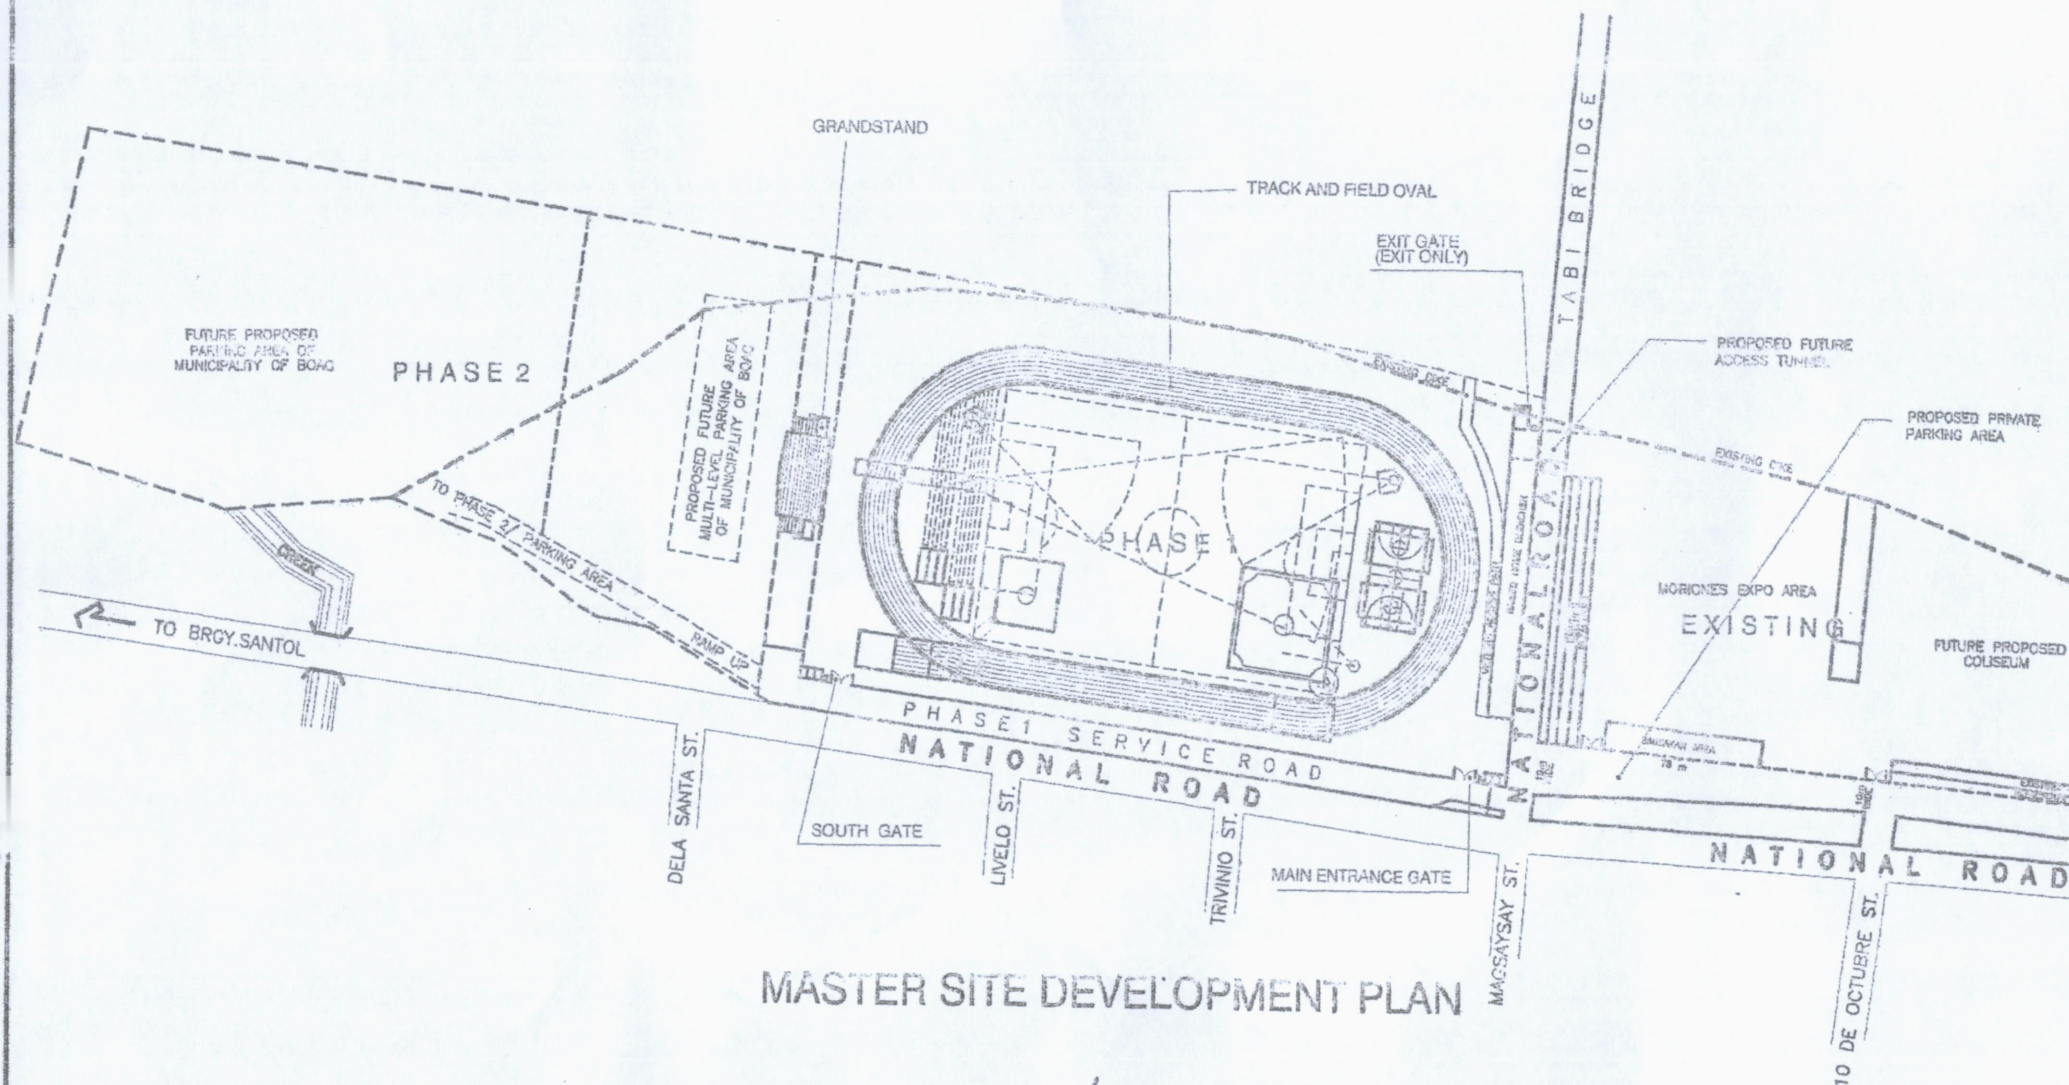 GRANDSTAND
TRACK AND FIELD OVAL
EXIT GATE
(EXIT ONLY)
TABI BRIDGE
PROPOSED FUTURE
ACCESS TUNNEL
PROPOSED PRIVATE
PARKING AREA
FUTURE PROPOSED
PARKING AREA OF
MUNICIPALITY OF BOAC
PHASE 2
PROPOSED FUTURE
MULTI-LEVEL PARKING AREA
OF MUNICIPALITY OF BOAC
EXISTING DIKE
EXISTING DIKE
TO PHASE 2/ PARKING AREA
RAMP UP
CREEK
TO BRGY.SANTOL
PHASE 1
NATIONAL ROAD
MORIONES EXPO AREA
EXISTING
FUTURE PROPOSED
COLISEUM
PHASE 1 SERVICE ROAD
NATIONAL ROAD
SOUTH GATE
MAIN ENTRANCE GATE
NATIONAL ROAD
DELA SANTA ST.
LIVELO ST.
TRIVINIO ST.
MAGSAYSAY ST.
10 DE OCTUBRE ST.
MASTER SITE DEVELOPMENT PLAN